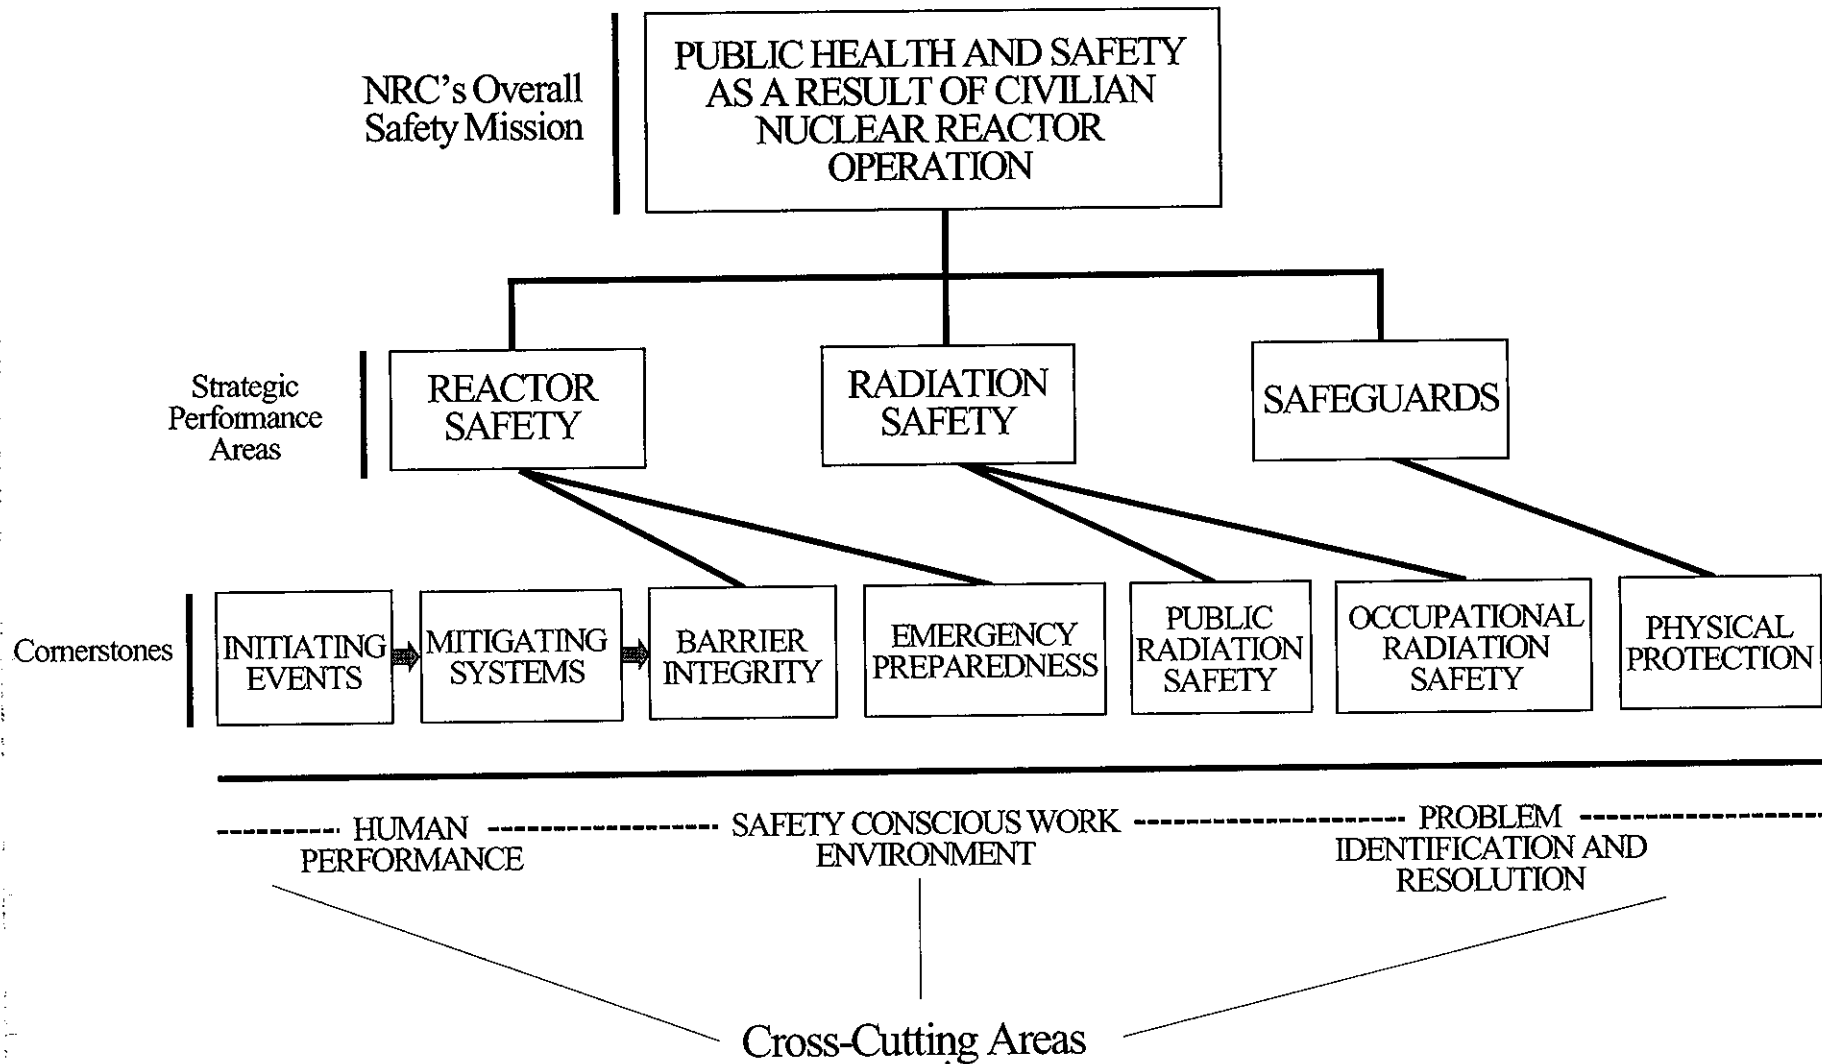 NRC's Overall
Safety Mission
PUBLIC HEALTH AND SAFETY
AS A RESULT OF CIVILIAN
NUCLEAR REACTOR
OPERATION
Strategic
Performance
Areas
REACTOR
SAFETY
RADIATION
SAFETY
SAFEGUARDS
Cornerstones
INITIATING
EVENTS
MITIGATING
SYSTEMS
BARRIER
INTEGRITY
EMERGENCY
PREPAREDNESS
PUBLIC
RADIATION
SAFETY
OCCUPATIONAL
RADIATION
SAFETY
PHYSICAL
PROTECTION
HUMAN
PERFORMANCE
SAFETY CONSCIOUS WORK
ENVIRONMENT
PROBLEM
IDENTIFICATION AND
RESOLUTION
Cross-Cutting Areas